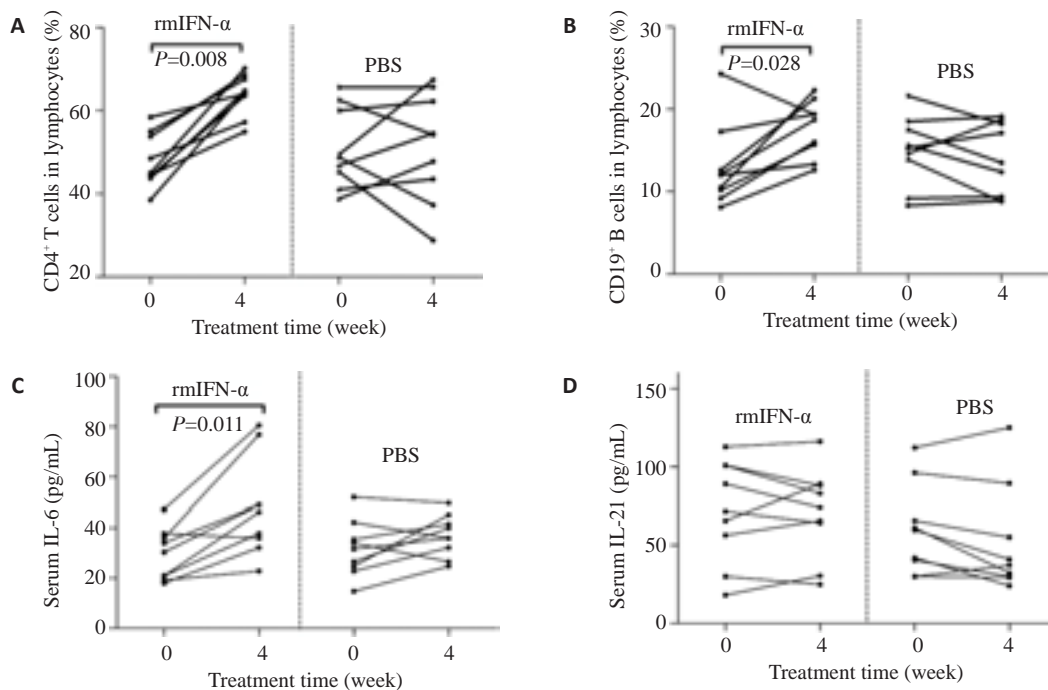 A
CD4+ T cells in lymphocytes (%)
80
60
40
20
rmIFN-α
P=0.008
PBS
0 4 0 4
Treatment time (week)
B
CD19+ B cells in lymphocytes (%)
30
20
10
0
rmIFN-α
P=0.028
PBS
0 4 0 4
Treatment time (week)
C
Serum IL-6 (pg/mL)
100
80
60
40
20
0
rmIFN-α
P=0.011
PBS
0 4 0 4
Treatment time (week)
D
Serum IL-21 (pg/mL)
150
100
50
0
rmIFN-α
PBS
0 4 0 4
Treatment time (week)